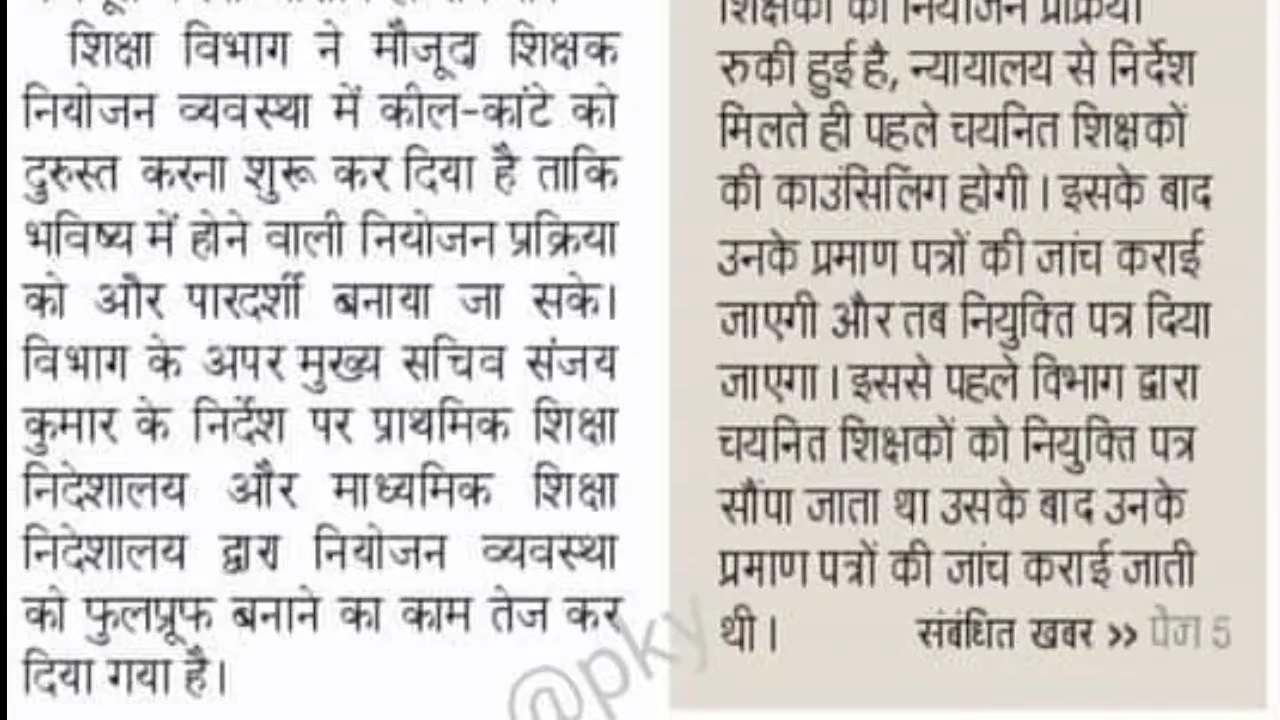 शिक्षा विभाग ने मौजूदा शिक्षक
नियोजन व्यवस्था में कील-कांटे को
दुरुस्त करना शुरू कर दिया है ताकि
भविष्य में होने वाली नियोजन प्रक्रिया
को और पारदर्शी बनाया जा सके।
विभाग के अपर मुख्य सचिव संजय
कुमार के निर्देश पर प्राथमिक शिक्षा
निदेशालय और माध्यमिक शिक्षा
निदेशालय द्वारा नियोजन व्यवस्था
को फुलप्रूफ बनाने का काम तेज कर
दिया गया है।
शिक्षकों की नियोजन प्रक्रिया
रुकी हुई है, न्यायालय से निर्देश
मिलते ही पहले चयनित शिक्षकों
की काउंसिलिंग होगी। इसके बाद
उनके प्रमाण पत्रों की जांच कराई
जाएगी और तब नियुक्ति पत्र दिया
जाएगा। इससे पहले विभाग द्वारा
चयनित शिक्षकों को नियुक्ति पत्र
सौंपा जाता था उसके बाद उनके
प्रमाण पत्रों की जांच कराई जाती
थी।
संबंधित खबर >> पेज 5
@pky